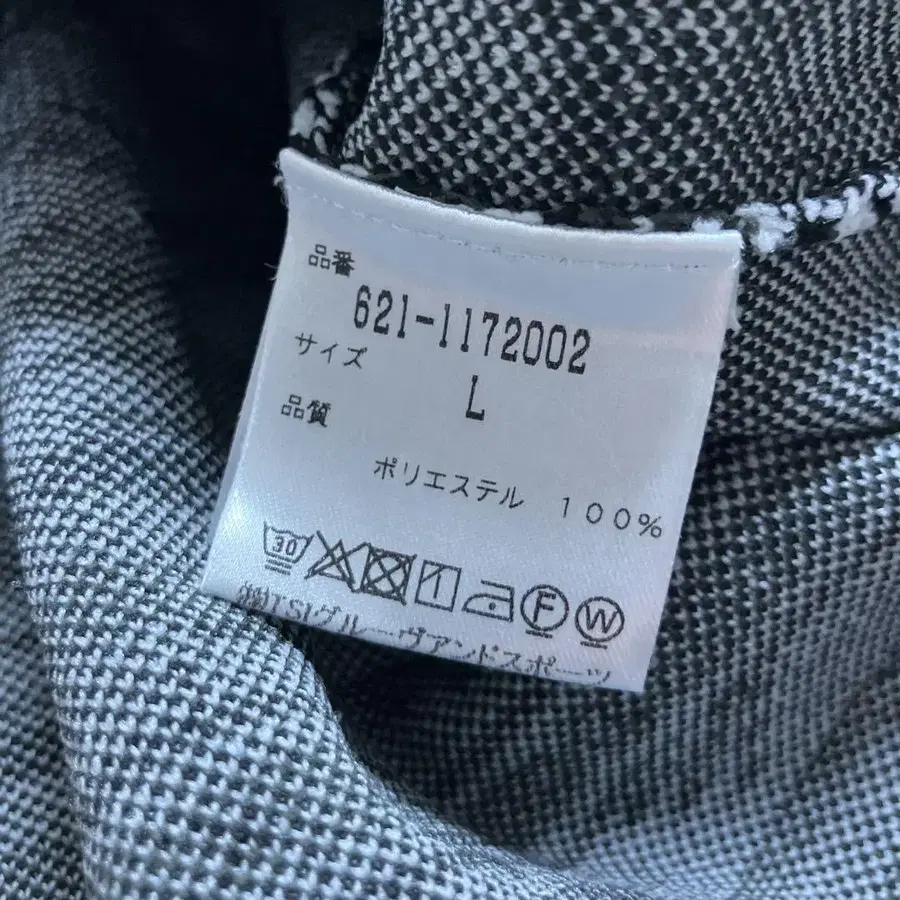 品番
621-1172002
サイズ
L
品質
ポリエステル 100%
30 F W
㈱TSIグルーヴアンドスポーツ